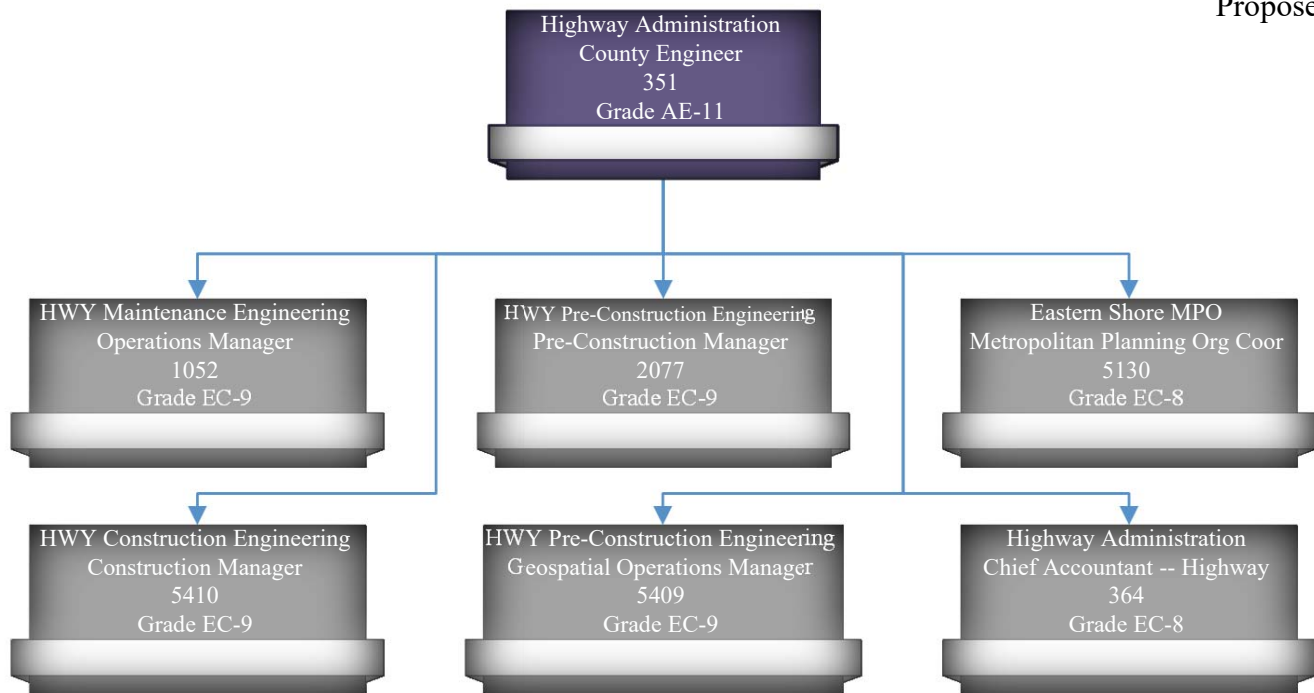 Propose
Highway Administration
County Engineer
351
Grade AE-11
HWY Maintenance Engineering
Operations Manager
1052
Grade EC-9
HWY Pre-Construction Engineering
Pre-Construction Manager
2077
Grade EC-9
Eastern Shore MPO
Metropolitan Planning Org Coor
5130
Grade EC-8
HWY Construction Engineering
Construction Manager
5410
Grade EC-9
HWY Pre-Construction Engineering
Geospatial Operations Manager
5409
Grade EC-9
Highway Administration
Chief Accountant -- Highway
364
Grade EC-8